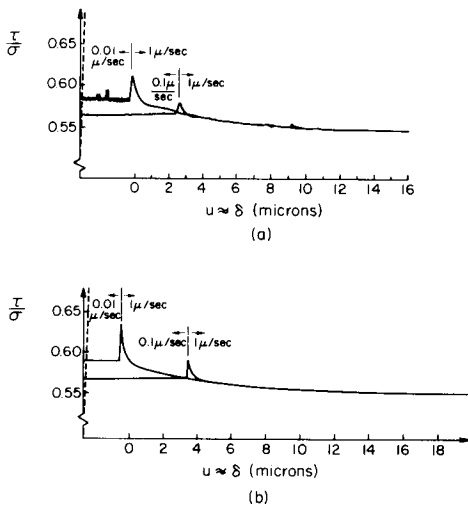 τ/σ
0.65
0.60
0.55
0.01 μ/sec
1μ/sec
0.1μ/sec
1μ/sec
0 2 4 6 8 10 12 14 16
u ≈ δ (microns)
(a)
τ/σ
0.65
0.60
0.55
0.01 μ/sec
1μ/sec
0.1μ/sec
1μ/sec
0 2 4 6 8 10 12 14 16 18
u ≈ δ (microns)
(b)